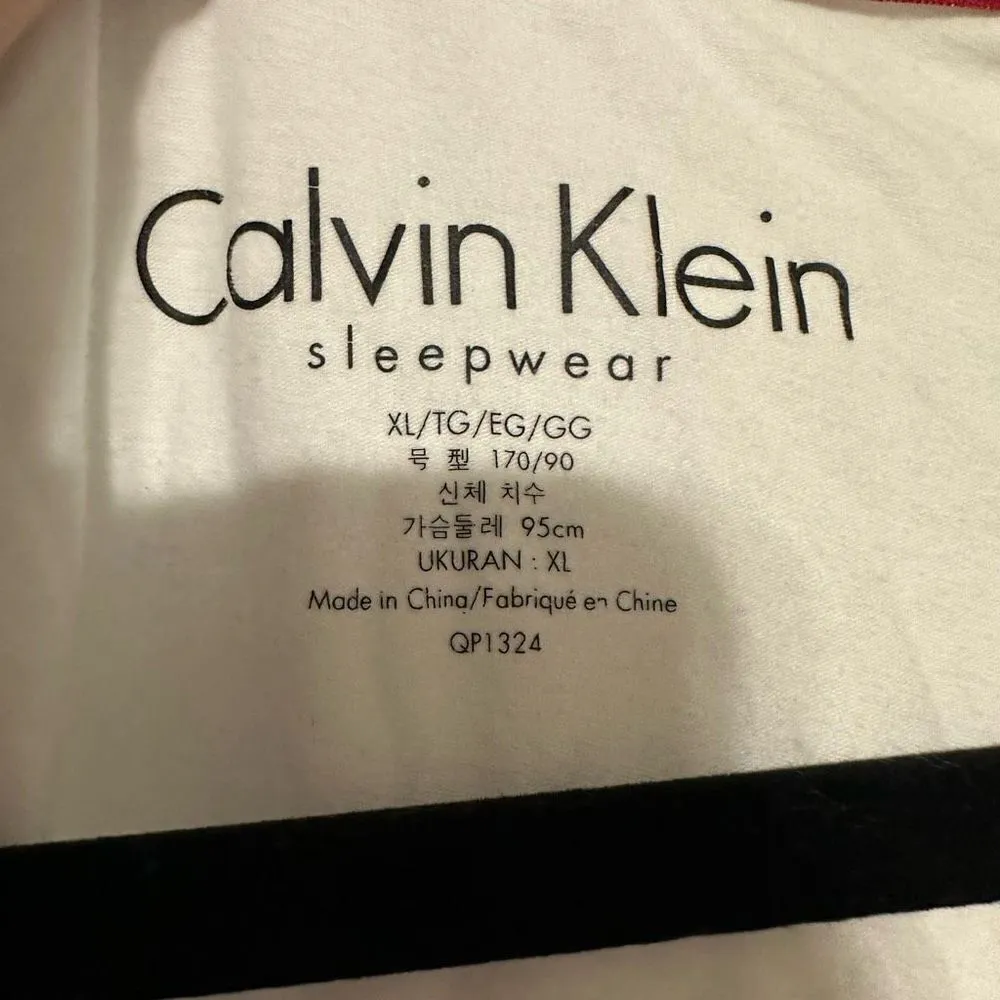 Calvin Klein
sleepwear
XL/TG/EG/GG
号 型 170/90
신체 치수
가슴둘레 95cm
UKURAN : XL
Made in China/Fabriqué en Chine
QP1324